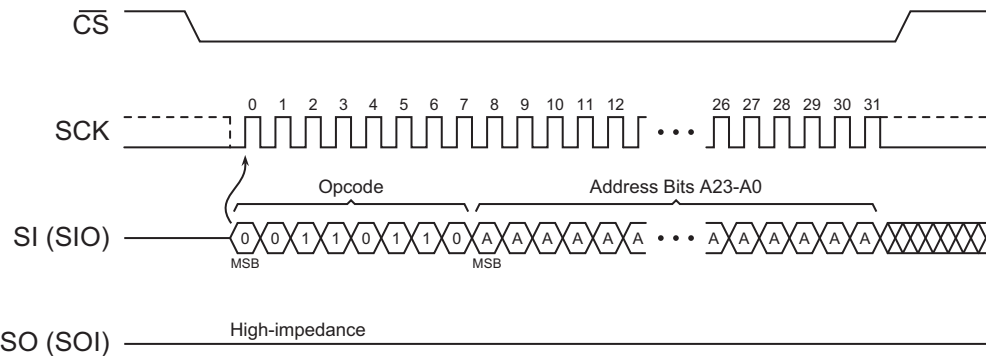 CS
0 1 2 3 4 5 6 7 8 9 10 11 12 26 27 28 29 30 31
SCK
Opcode Address Bits A23-A0
SI (SIO) 0 0 1 1 0 1 1 0 A A A A A A A A A A A A
MSB MSB
High-impedance
SO (SOI)